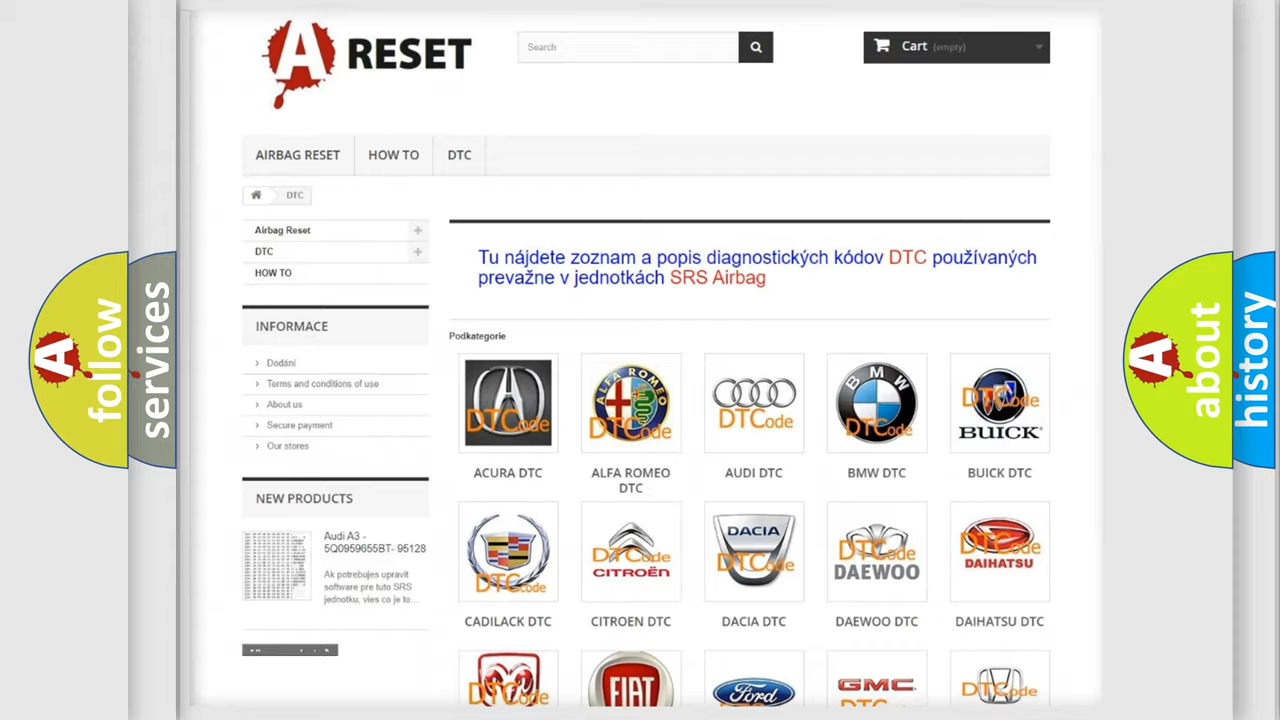 A RESET
Search
Cart (empty)
AIRBAG RESET
HOW TO
DTC
DTC
Airbag Reset
DTC
HOW TO
INFORMACE
Dodání
Terms and conditions of use
About us
Secure payment
Our stores
NEW PRODUCTS
Audi A3 -
5Q0959655BT- 95128
Ak potrebujes upravit
software pre tuto SRS
jednotku, vies co je to...
Tu nájdete zoznam a popis diagnostických kódov DTC používaných
prevažne v jednotkách SRS Airbag
Podkategorie
DTCode
ALFA ROMEO
DTCode
DTCode
BMW
DTCode
DTCode
BUICK
ACURA DTC
ALFA ROMEO
DTC
AUDI DTC
BMW DTC
BUICK DTC
DTCode
DTCode
CITROËN
DACIA
DTCode
DTCode
DAEWOO
DTCode
DAIHATSU
CADILACK DTC
CITROEN DTC
DACIA DTC
DAEWOO DTC
DAIHATSU DTC
DTCode
FIAT
Ford
GMC
DTCode
A follow
services
A about
history